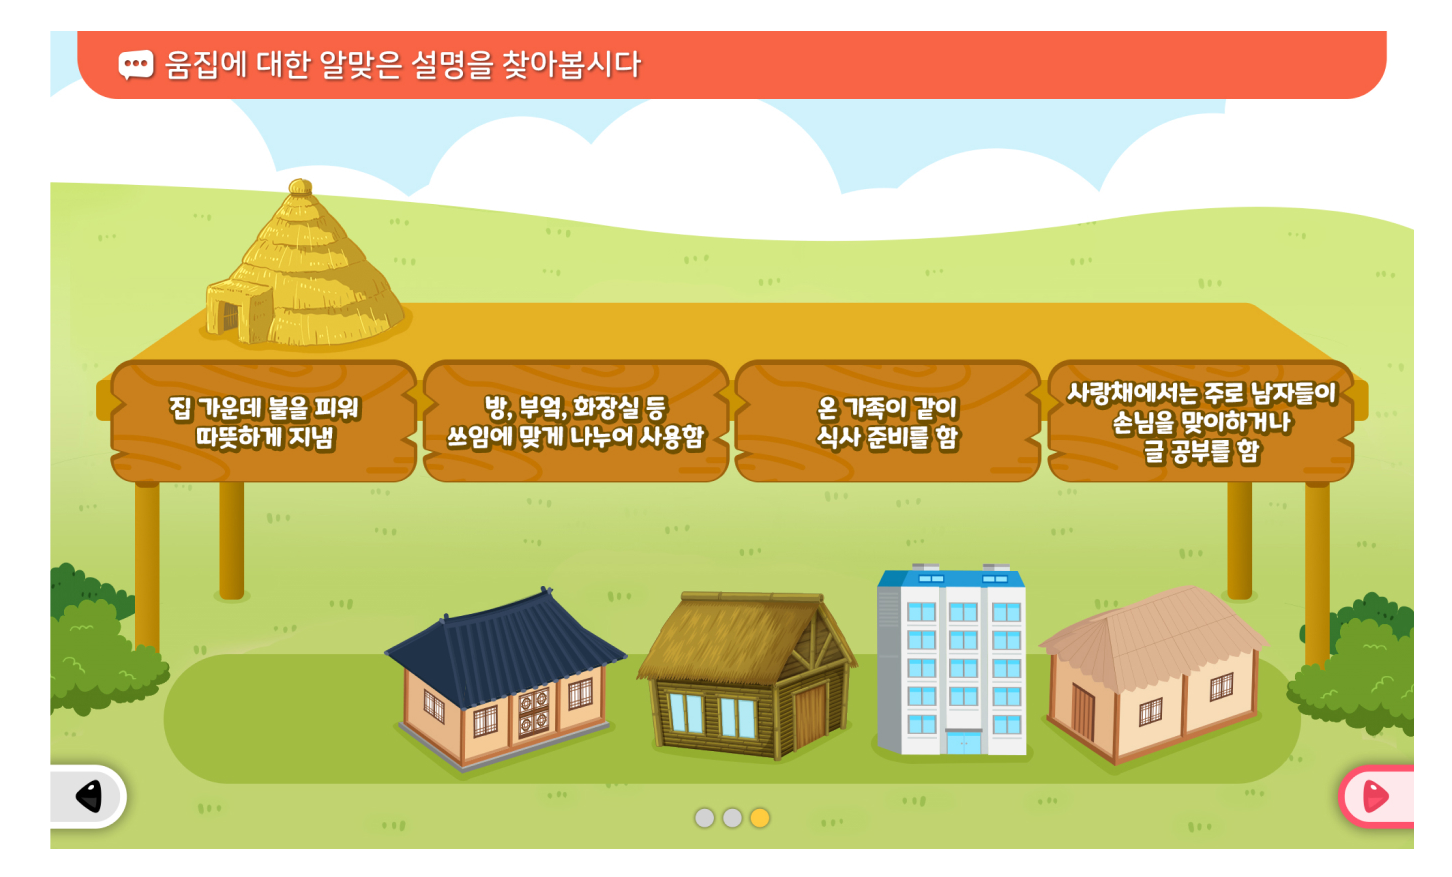 움집에 대한 알맞은 설명을 찾아봅시다
집 가운데 불을 피워
따뜻하게 지냄
방, 부엌, 화장실 등
쓰임에 맞게 나누어 사용함
온 가족이 같이
식사 준비를 함
사랑채에서는 주로 남자들이
손님을 맞이하거나
글 공부를 함